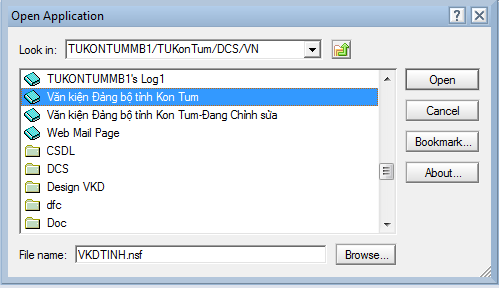 Open Application
Look in: TUKONTUMMB1/TUKonTum/DCS/VN
TUKONTUMMB1's Log1
Văn kiện Đảng bộ tỉnh Kon Tum
Văn kiện Đảng bộ tỉnh Kon Tum-Đang Chỉnh sửa
Web Mail Page
CSDL
DCS
Design VKD
dfc
Doc
Open
Cancel
Bookmark...
About...
File name: VKDTINH.nsf
Browse...